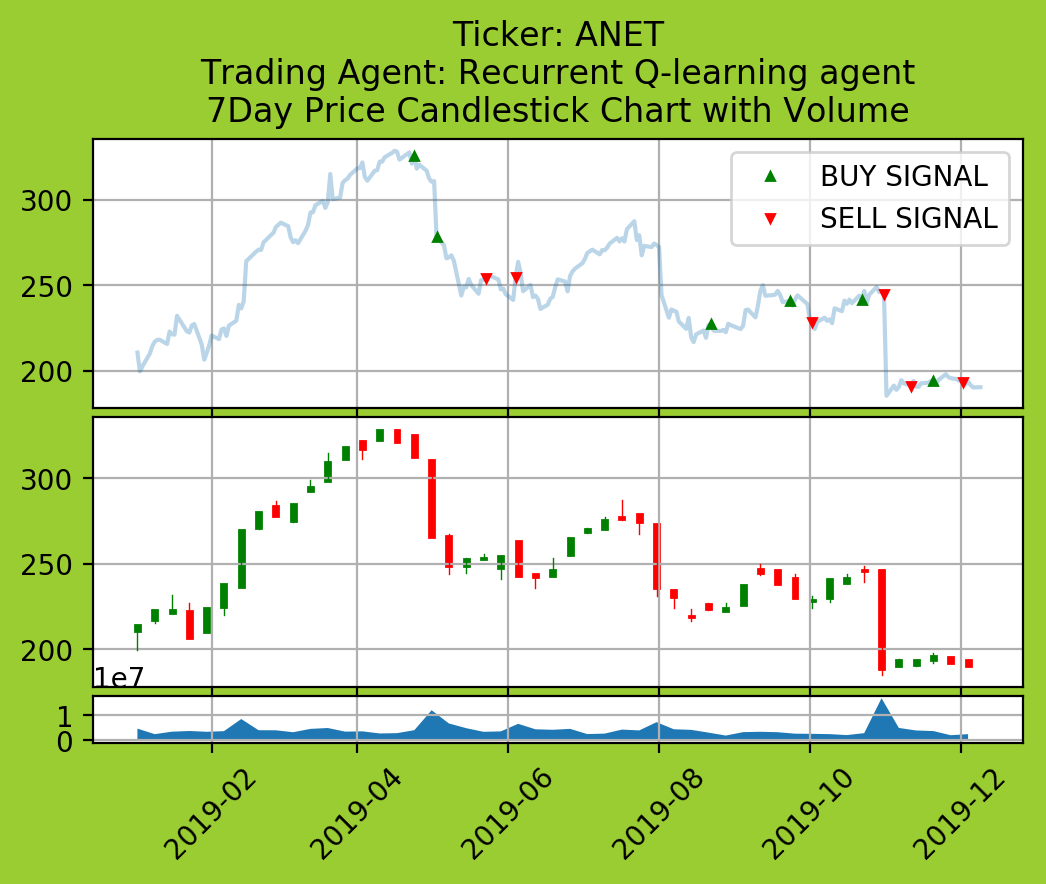 Ticker: ANET
Trading Agent: Recurrent Q-learning agent
7Day Price Candlestick Chart with Volume
BUY SIGNAL
SELL SIGNAL
300
250
200
300
250
200
1e7
1
0
2019-02
2019-04
2019-06
2019-08
2019-10
2019-12